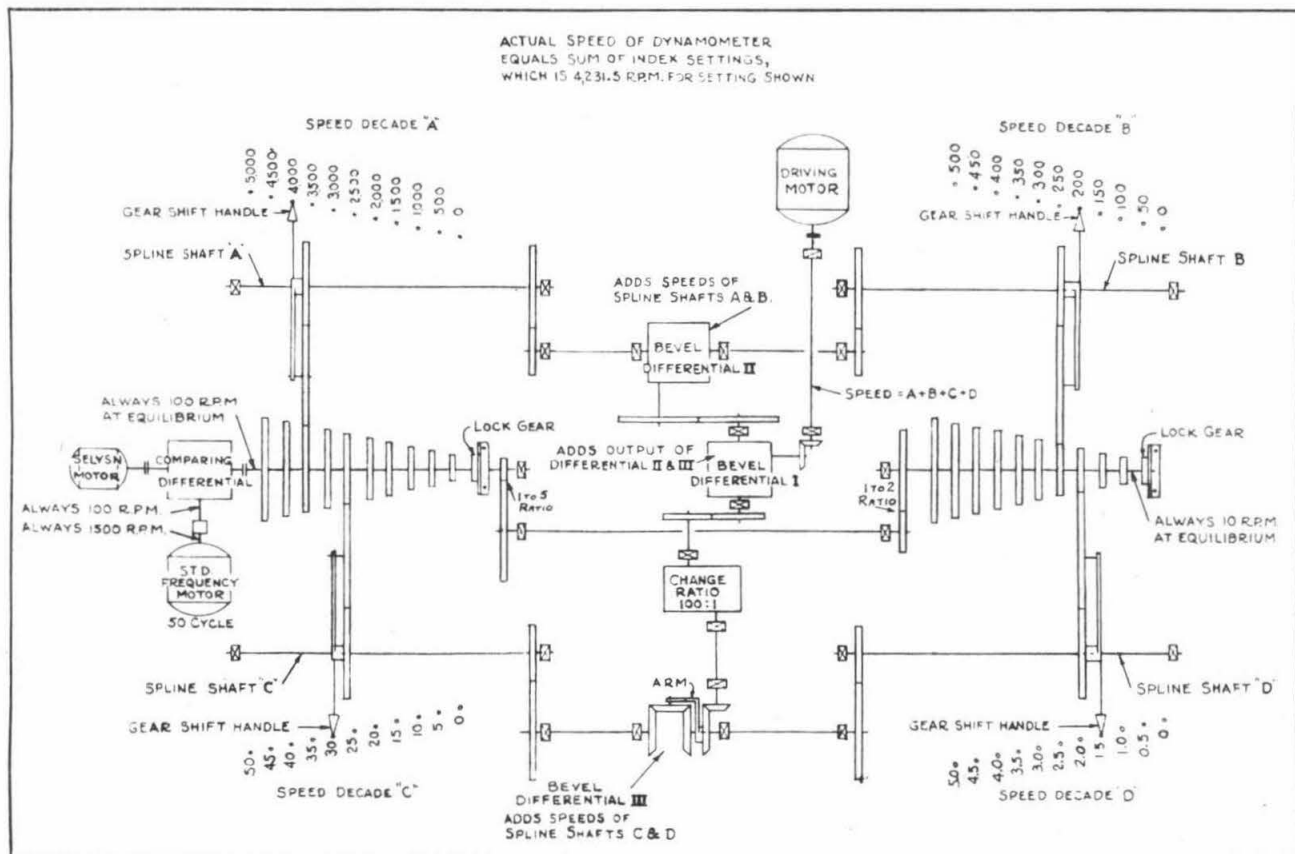 ACTUAL SPEED OF DYNAMOMETER
EQUALS SUM OF INDEX SETTINGS,
WHICH IS 4,231.5 R.P.M. FOR SETTING SHOWN
SPEED DECADE "A"
5000
4500
4000
3500
3000
2500
2000
1500
1000
500
0
GEAR SHIFT HANDLE
SPLINE SHAFT "A"
DRIVING
MOTOR
SPEED DECADE "B"
500
450
400
350
300
250
200
150
100
50
0
GEAR SHIFT HANDLE
SPLINE SHAFT B
ADDS SPEEDS OF
SPLINE SHAFTS A & B.
BEVEL
DIFFERENTIAL II
SPEED = A+B+C+D
ALWAYS 100 R.P.M
AT EQUILIBRIUM
SELYSN
MOTOR
COMPARING
DIFFERENTIAL
ALWAYS 100 R.P.M.
ALWAYS 1500 R.P.M.
STD.
FREQUENCY
MOTOR
50 CYCLE
LOCK GEAR
1 TO 5
RATIO
ADDS OUTPUT OF
DIFFERENTIAL II & III
BEVEL
DIFFERENTIAL I
1 TO 2
RATIO
LOCK GEAR
ALWAYS 10 R.P.M
AT EQUILIBRIUM
CHANGE
RATIO
100:1
SPLINE SHAFT "C"
GEAR SHIFT HANDLE
50
45
40
35
30
25
20
15
10
5
0
SPEED DECADE "C"
ARM
BEVEL
DIFFERENTIAL III
ADDS SPEEDS OF
SPLINE SHAFTS C & D
SPLINE SHAFT "D"
GEAR SHIFT HANDLE
5.0
4.5
4.0
3.5
3.0
2.5
2.0
1.5
1.0
0.5
0
SPEED DECADE "D"